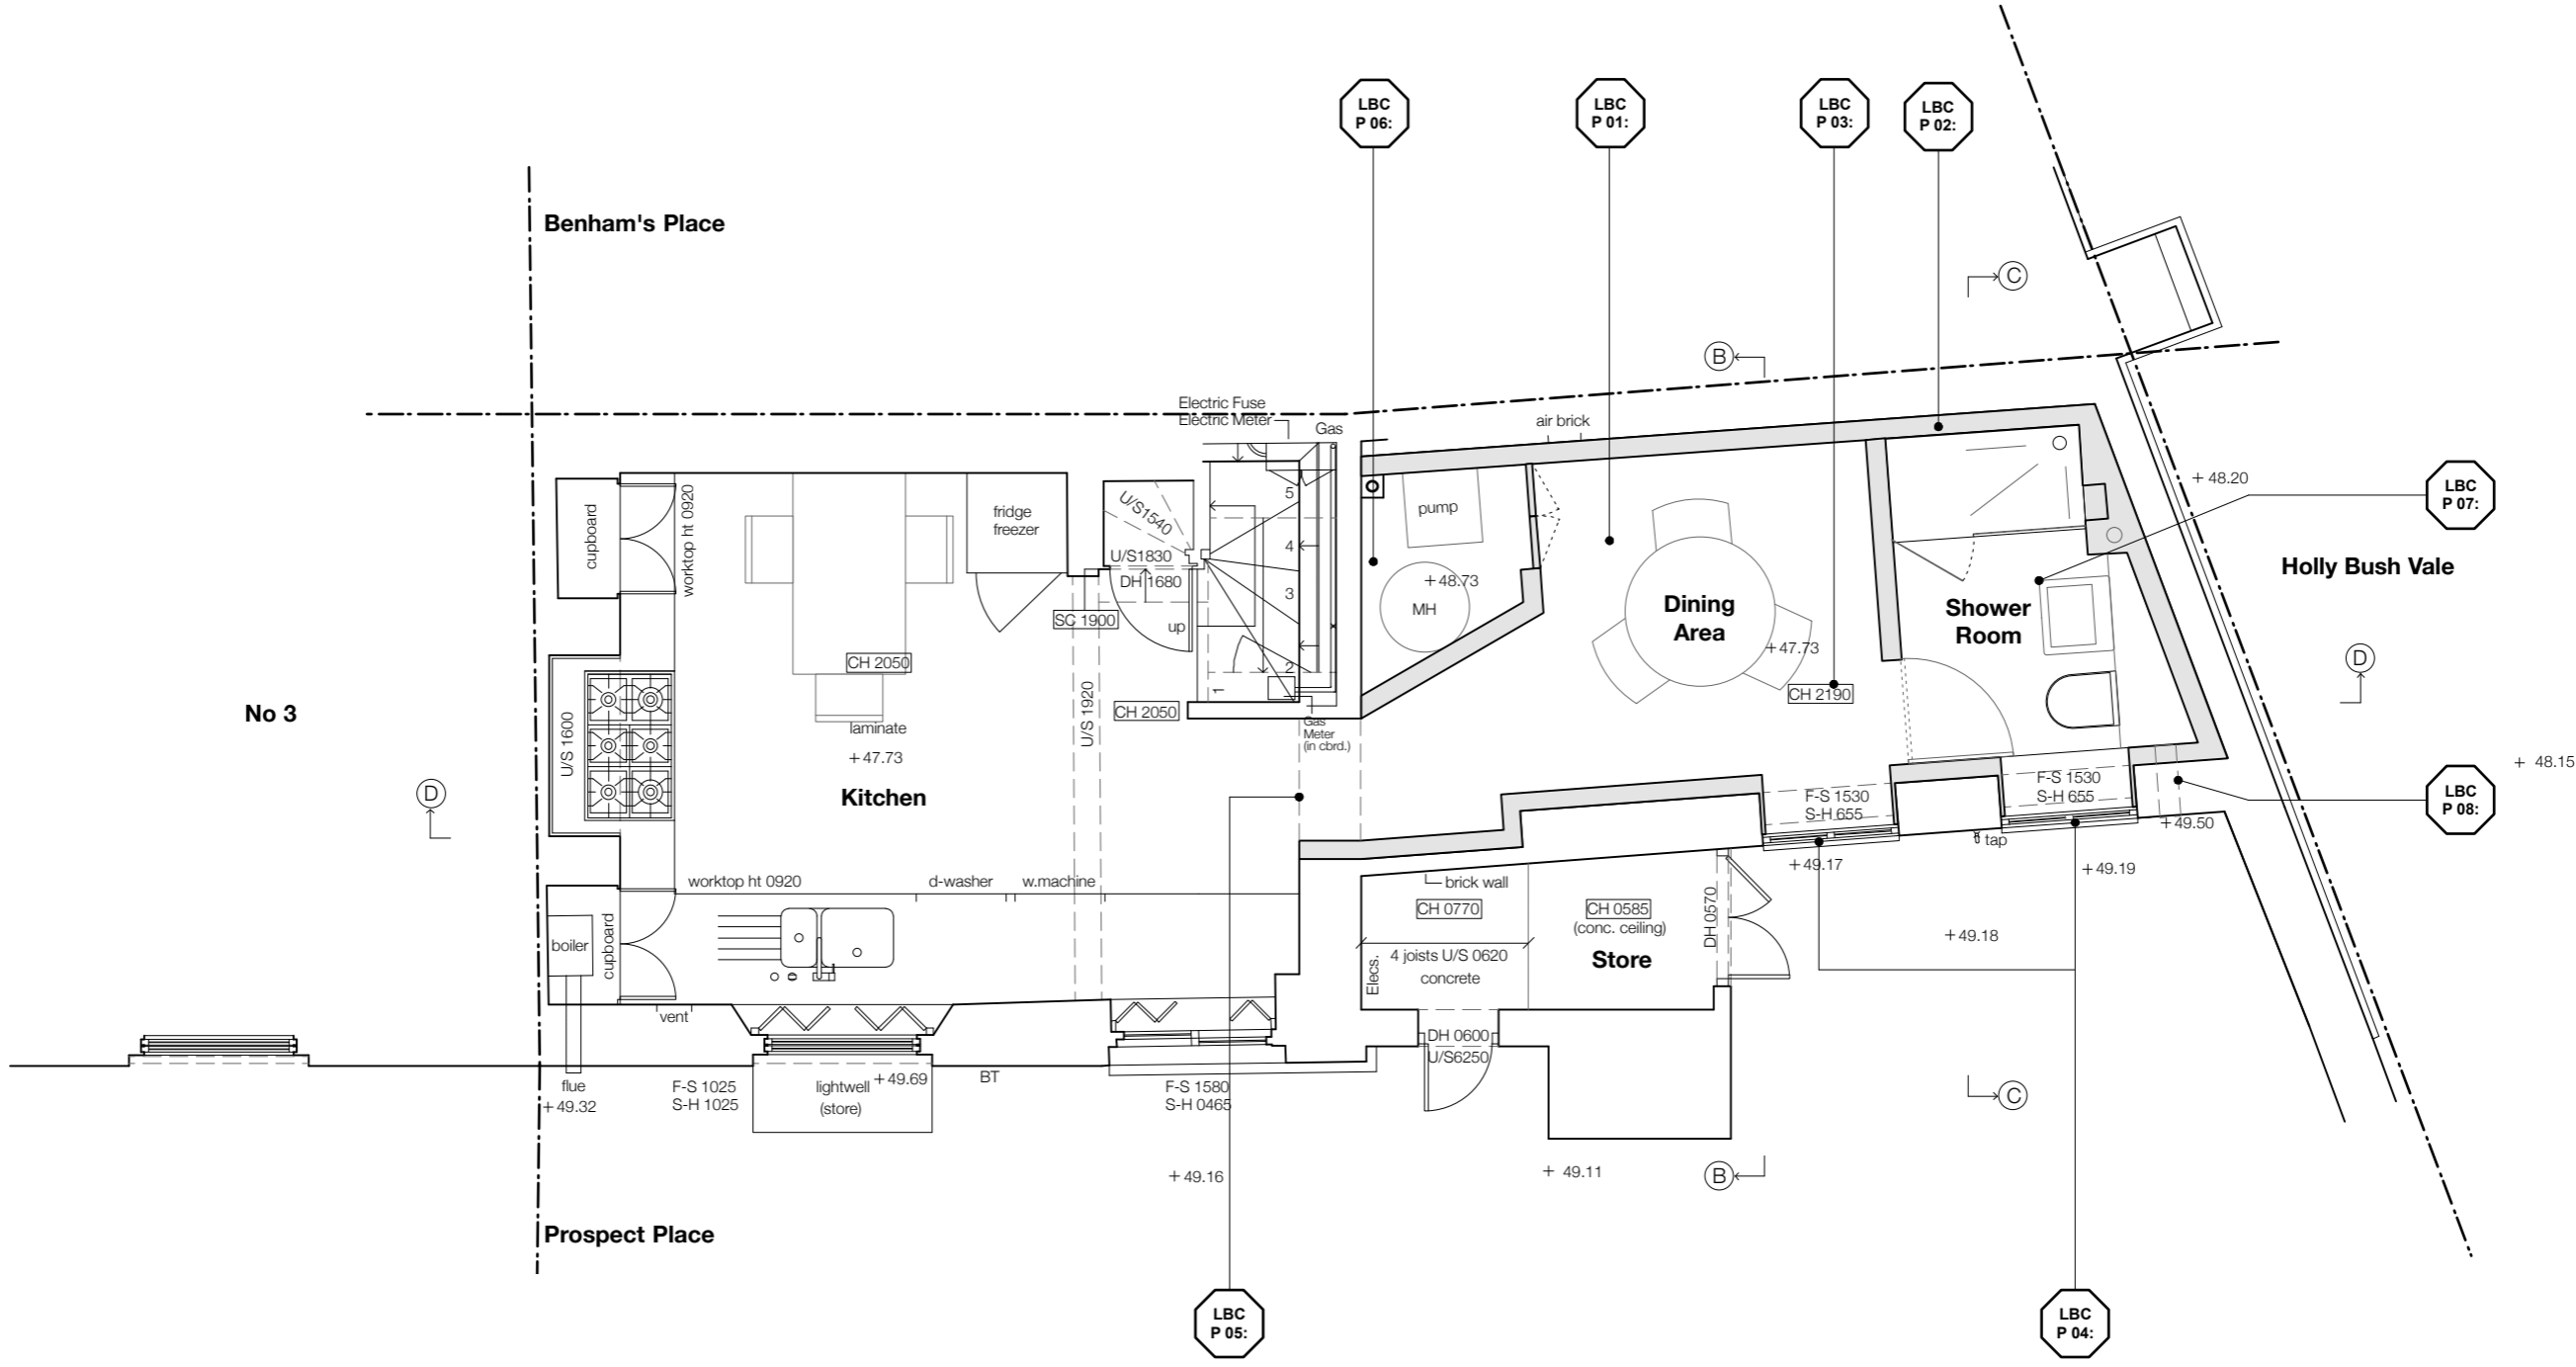 LBC
P 06:
LBC
P 01:
LBC
P 03:
LBC
P 02:
Benham's Place
C
B
Electric Fuse
Electric Meter
Gas
air brick
+ 48.20
LBC
P 07:
Holly Bush Vale
cupboard
worktop ht 0920
fridge
freezer
U/S1540
U/S1830
DH 1680
SC 1900
up
5
4
3
2
1
pump
+48.73
MH
Dining
Area
+47.73
CH 2190
Shower
Room
D
No 3
U/S 1600
CH 2050
laminate
+47.73
Kitchen
U/S 1920
CH 2050
Gas
Meter
(in cbrd.)
D
F-S 1530
S-H 655
F-S 1530
S-H 655
LBC
P 08:
+ 48.15
+49.50
tap
+49.17
+49.19
worktop ht 0920
d-washer
w.machine
brick wall
CH 0770
CH 0585
(conc. ceiling)
Store
DH 0570
+49.18
4 joists U/S 0620
concrete
Elecs.
boiler
cupboard
vent
DH 0600
U/S6250
flue
+49.32
F-S 1025
S-H 1025
lightwell
(store)
+49.69
BT
F-S 1580
S-H 0465
C
+49.16
+ 49.11
B
Prospect Place
LBC
P 05:
LBC
P 04: